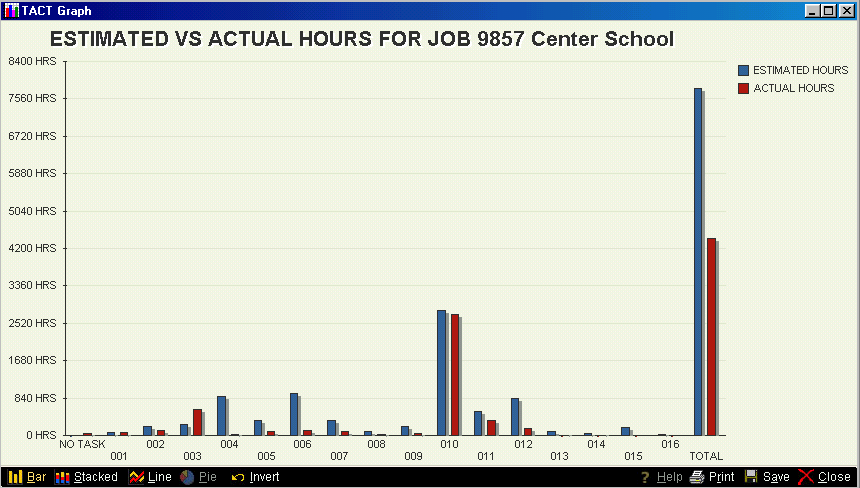 TACT Graph
ESTIMATED VS ACTUAL HOURS FOR JOB 9857 Center School
8400 HRS
7560 HRS
6720 HRS
5880 HRS
5040 HRS
4200 HRS
3360 HRS
2520 HRS
1680 HRS
840 HRS
0 HRS
ESTIMATED HOURS
ACTUAL HOURS
NO TASK 002 004 006 008 010 012 014 016
001 003 005 007 009 011 013 015 TOTAL
Bar Stacked Line Pie Invert ? Help Print Save Close